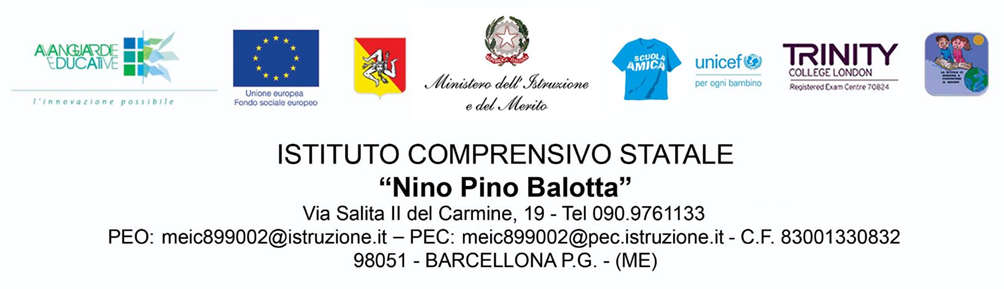 AVANGUARDIE
EDUCATIVE
l'innovazione possibile
Unione europea
Fondo sociale europeo
Ministero dell'Istruzione
e del Merito
SCUOLA
AMICA
unicef
per ogni bambino
TRINITY
COLLEGE LONDON
Registered Exam Centre 70824
ISTITUTO COMPRENSIVO STATALE
“Nino Pino Balotta”
Via Salita II del Carmine, 19 - Tel 090.9761133
PEO: meic899002@istruzione.it – PEC: meic899002@pec.istruzione.it - C.F. 83001330832
98051 - BARCELLONA P.G. - (ME)